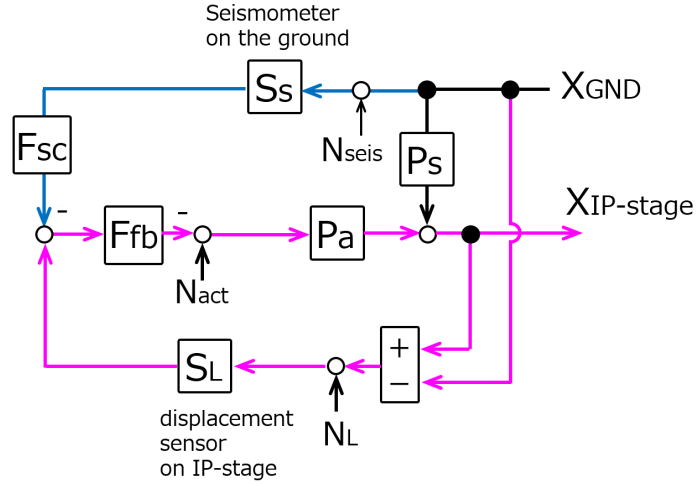 Seismometer
on the ground
Ss
XGND
Fsc
Nseis
Ps
-
-
XIP-stage
Ffb
Pa
Nact
+
−
SL
NL
displacement
sensor
on IP-stage